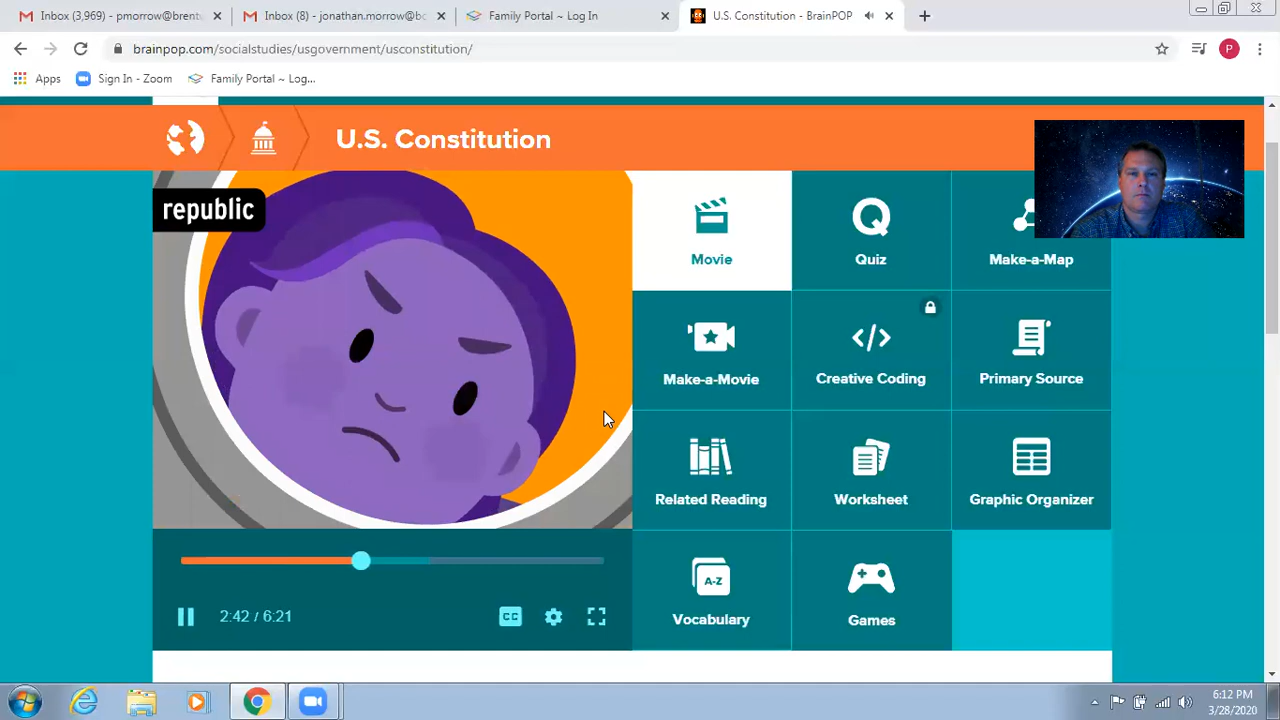 Inbox (3,969) - pmorrow@brent
Inbox (8) - jonathan.morrow@b
Family Portal ~ Log In
U.S. Constitution - BrainPOP
brainpop.com/socialstudies/usgovernment/usconstitution/
P
Apps
Sign In - Zoom
Family Portal ~ Log...
U.S. Constitution
republic
Movie
Q
Quiz
Make-a-Map
Make-a-Movie
</>
Creative Coding
Primary Source
Related Reading
Worksheet
Graphic Organizer
A-Z
Vocabulary
Games
2:42 / 6:21
CC
6:12 PM
3/28/2020